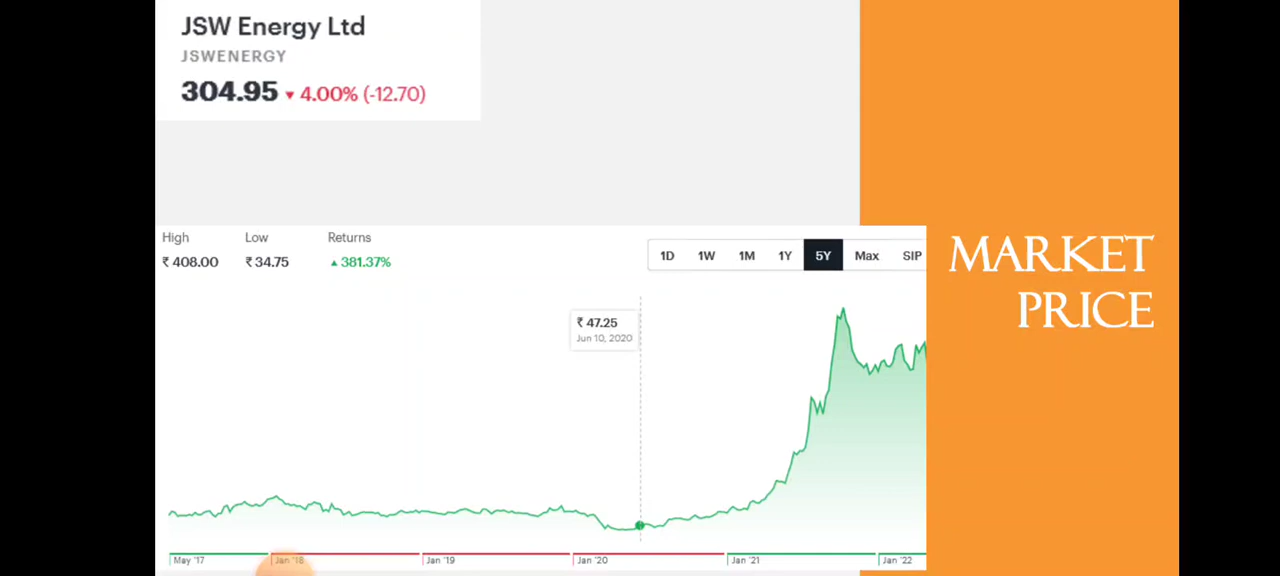 JSW Energy Ltd
JSWENERGY
304.95 ▼ 4.00% (-12.70)
High Low Returns
₹ 408.00 ₹ 34.75 ▲ 381.37%
1D 1W 1M 1Y 5Y Max SIP
MARKET
PRICE
₹ 47.25
Jun 10, 2020
May '17 Jan '18 Jan '19 Jan '20 Jan '21 Jan '22